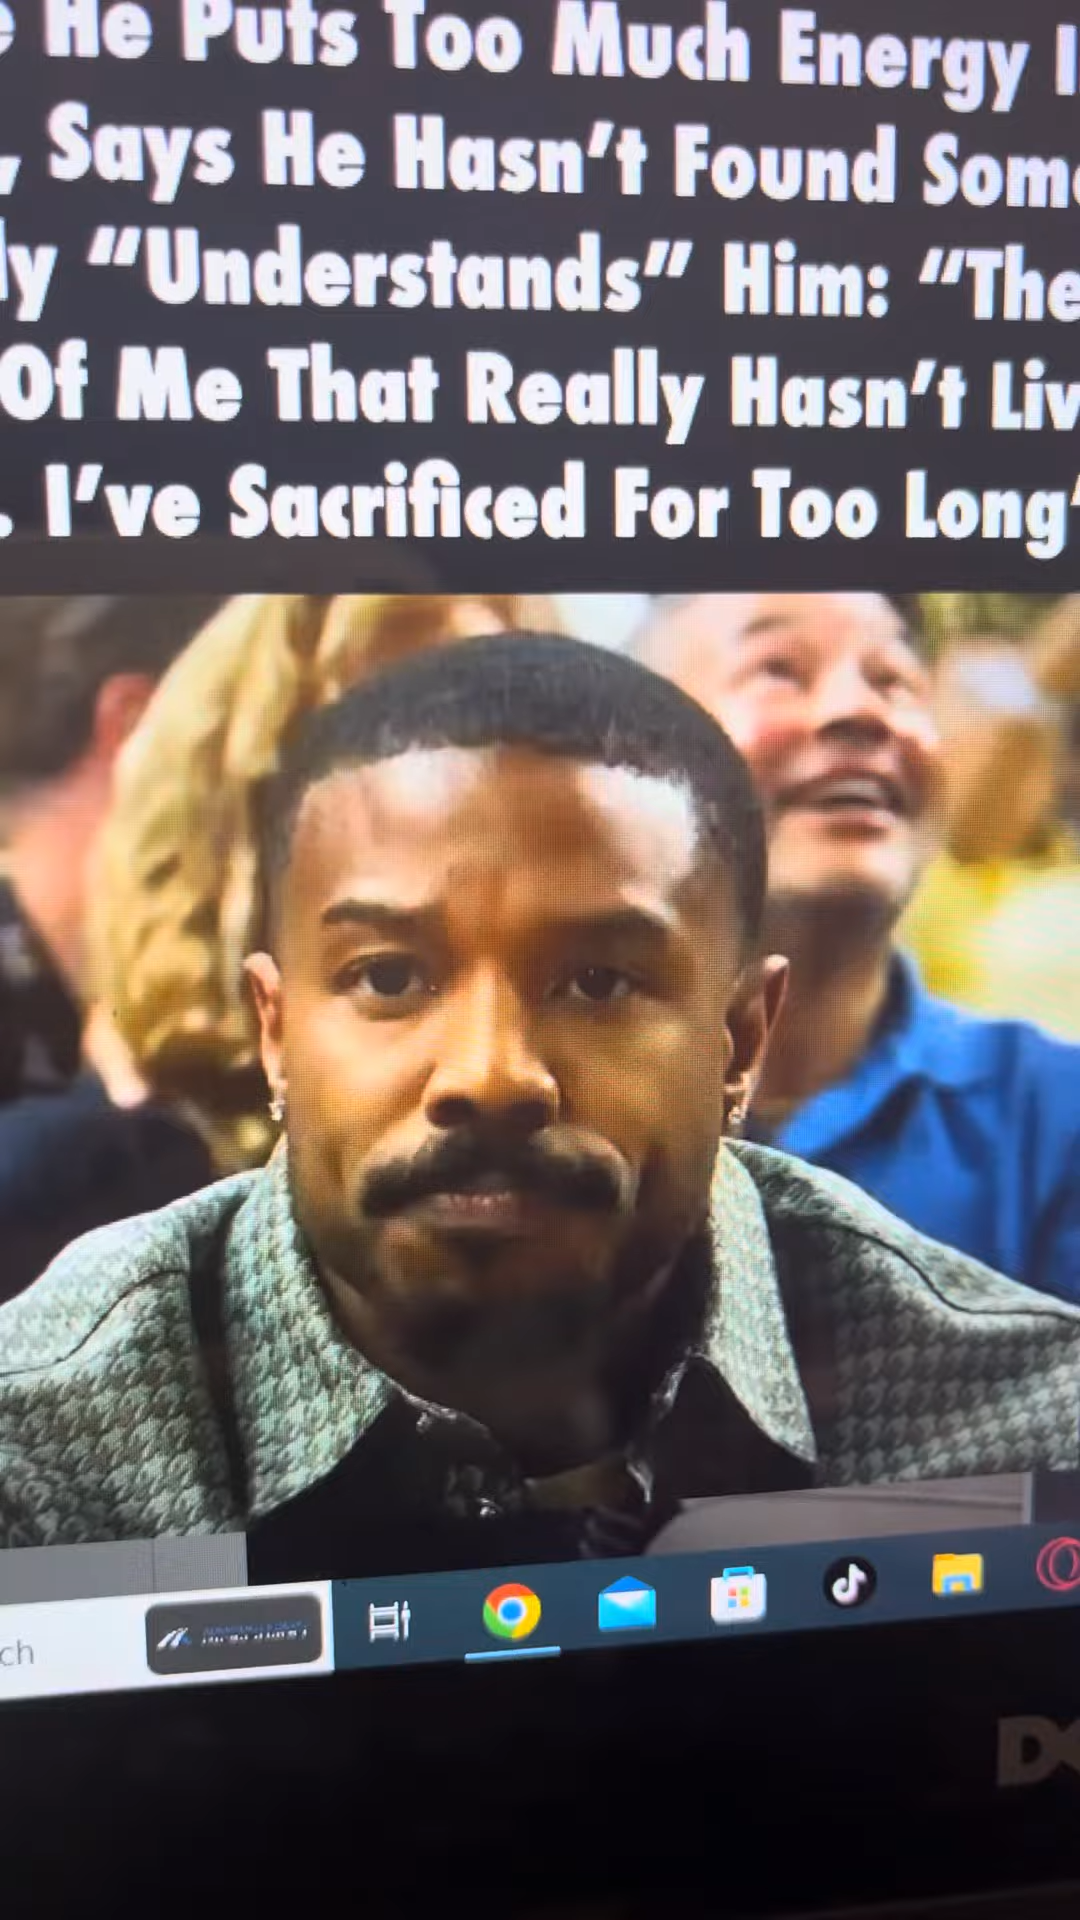 He Puts Too Much Energy I
, Says He Hasn't Found Som
ly “Understands” Him: “The
Of Me That Really Hasn't Liv
. I've Sacrificed For Too Long”
ch